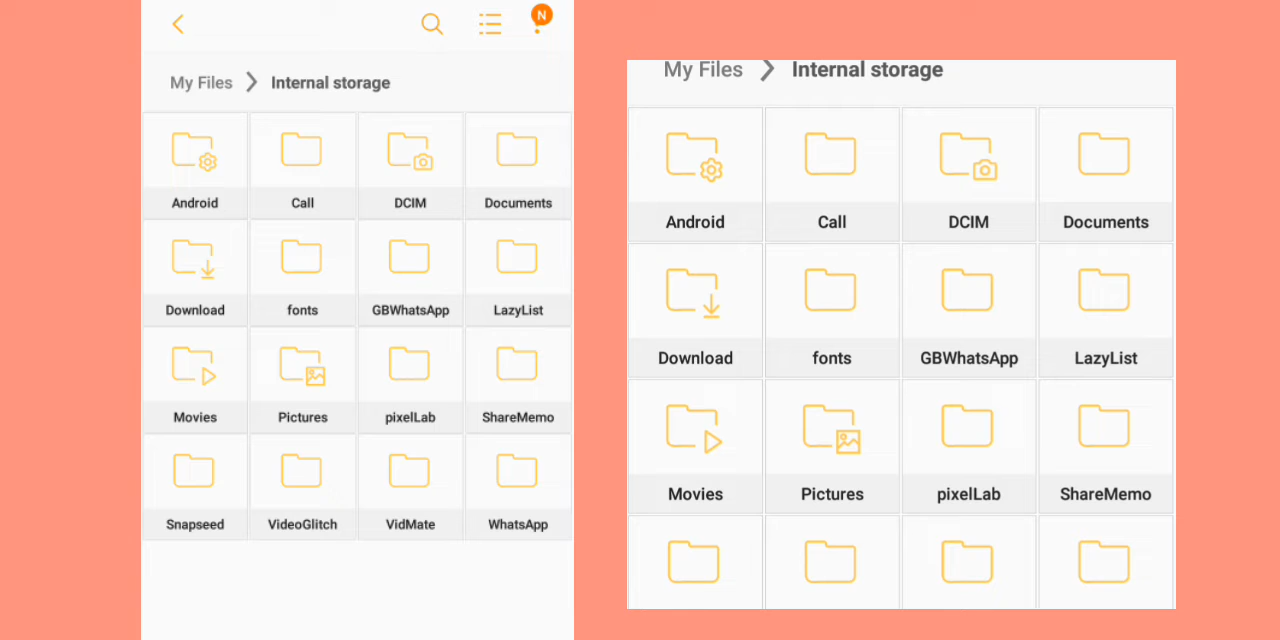 N
My Files > Internal storage
Android Call DCIM Documents
Download fonts GBWhatsApp LazyList
Movies Pictures pixelLab ShareMemo
Snapseed VideoGlitch VidMate WhatsApp
My Files > Internal storage
Android Call DCIM Documents
Download fonts GBWhatsApp LazyList
Movies Pictures pixelLab ShareMemo